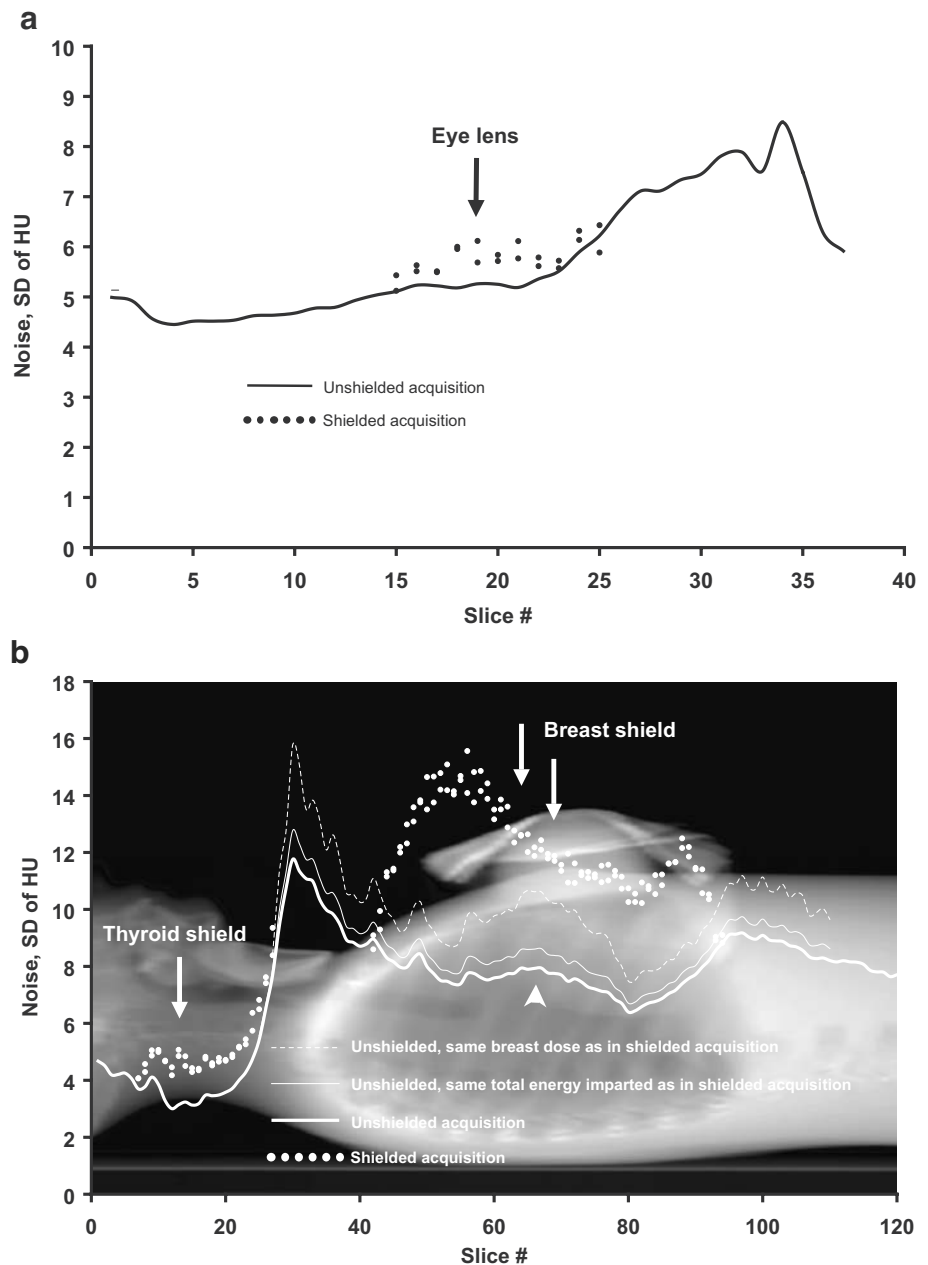 a
10
9
8
7
6
5
4
3
2
1
0
Noise, SD of HU
Eye lens
Unshielded acquisition
Shielded acquisition
0 5 10 15 20 25 30 35 40
Slice #
b
18
16
14
12
10
8
6
4
2
0
Noise, SD of HU
Breast shield
Thyroid shield
Unshielded, same breast dose as in shielded acquisition
Unshielded, same total energy imparted as in shielded acquisition
Unshielded acquisition
Shielded acquisition
0 20 40 60 80 100 120
Slice #